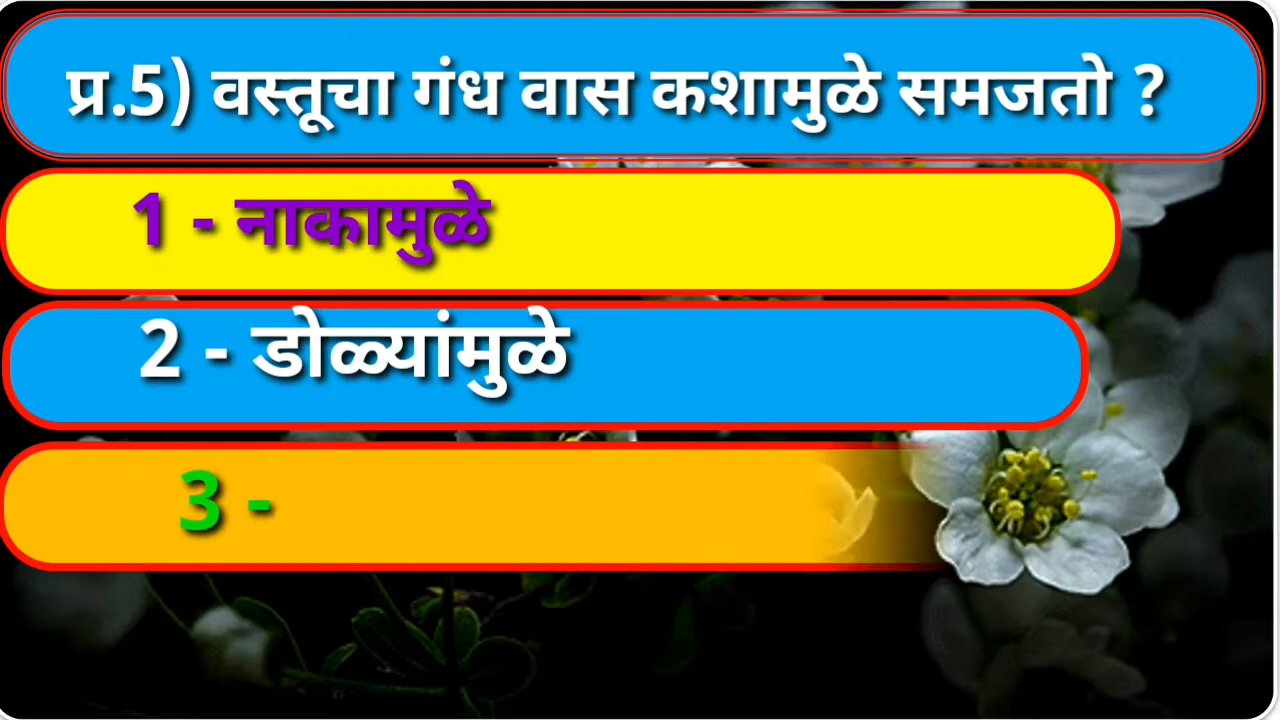 प्र.5) वस्तूचा गंध वास कशामुळे समजतो ?
1 - नाकामुळे
2 - डोळ्यांमुळे
3 -